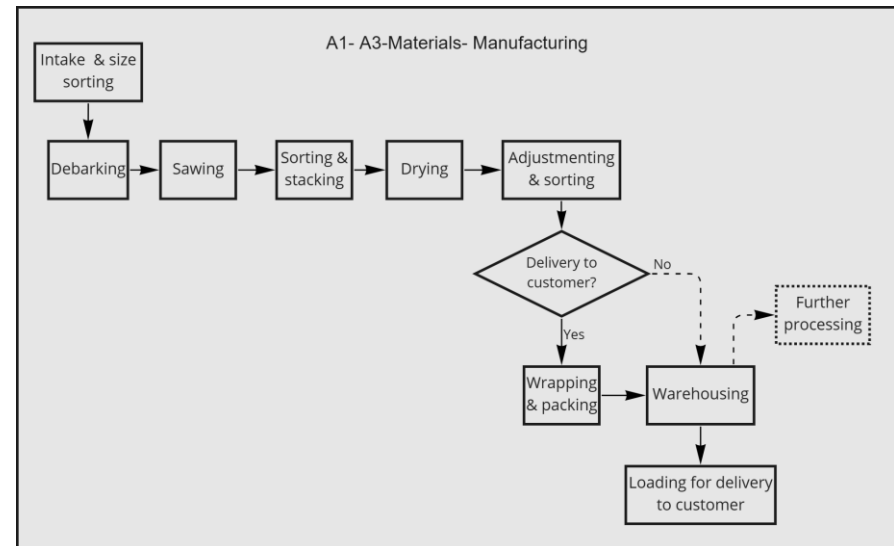 A1- A3-Materials- Manufacturing
Intake & size
sorting
Debarking
Sawing
Sorting &
stacking
Drying
Adjustmenting
& sorting
Delivery to
customer?
No
Further
processing
Yes
Wrapping
& packing
Warehousing
Loading for delivery
to customer